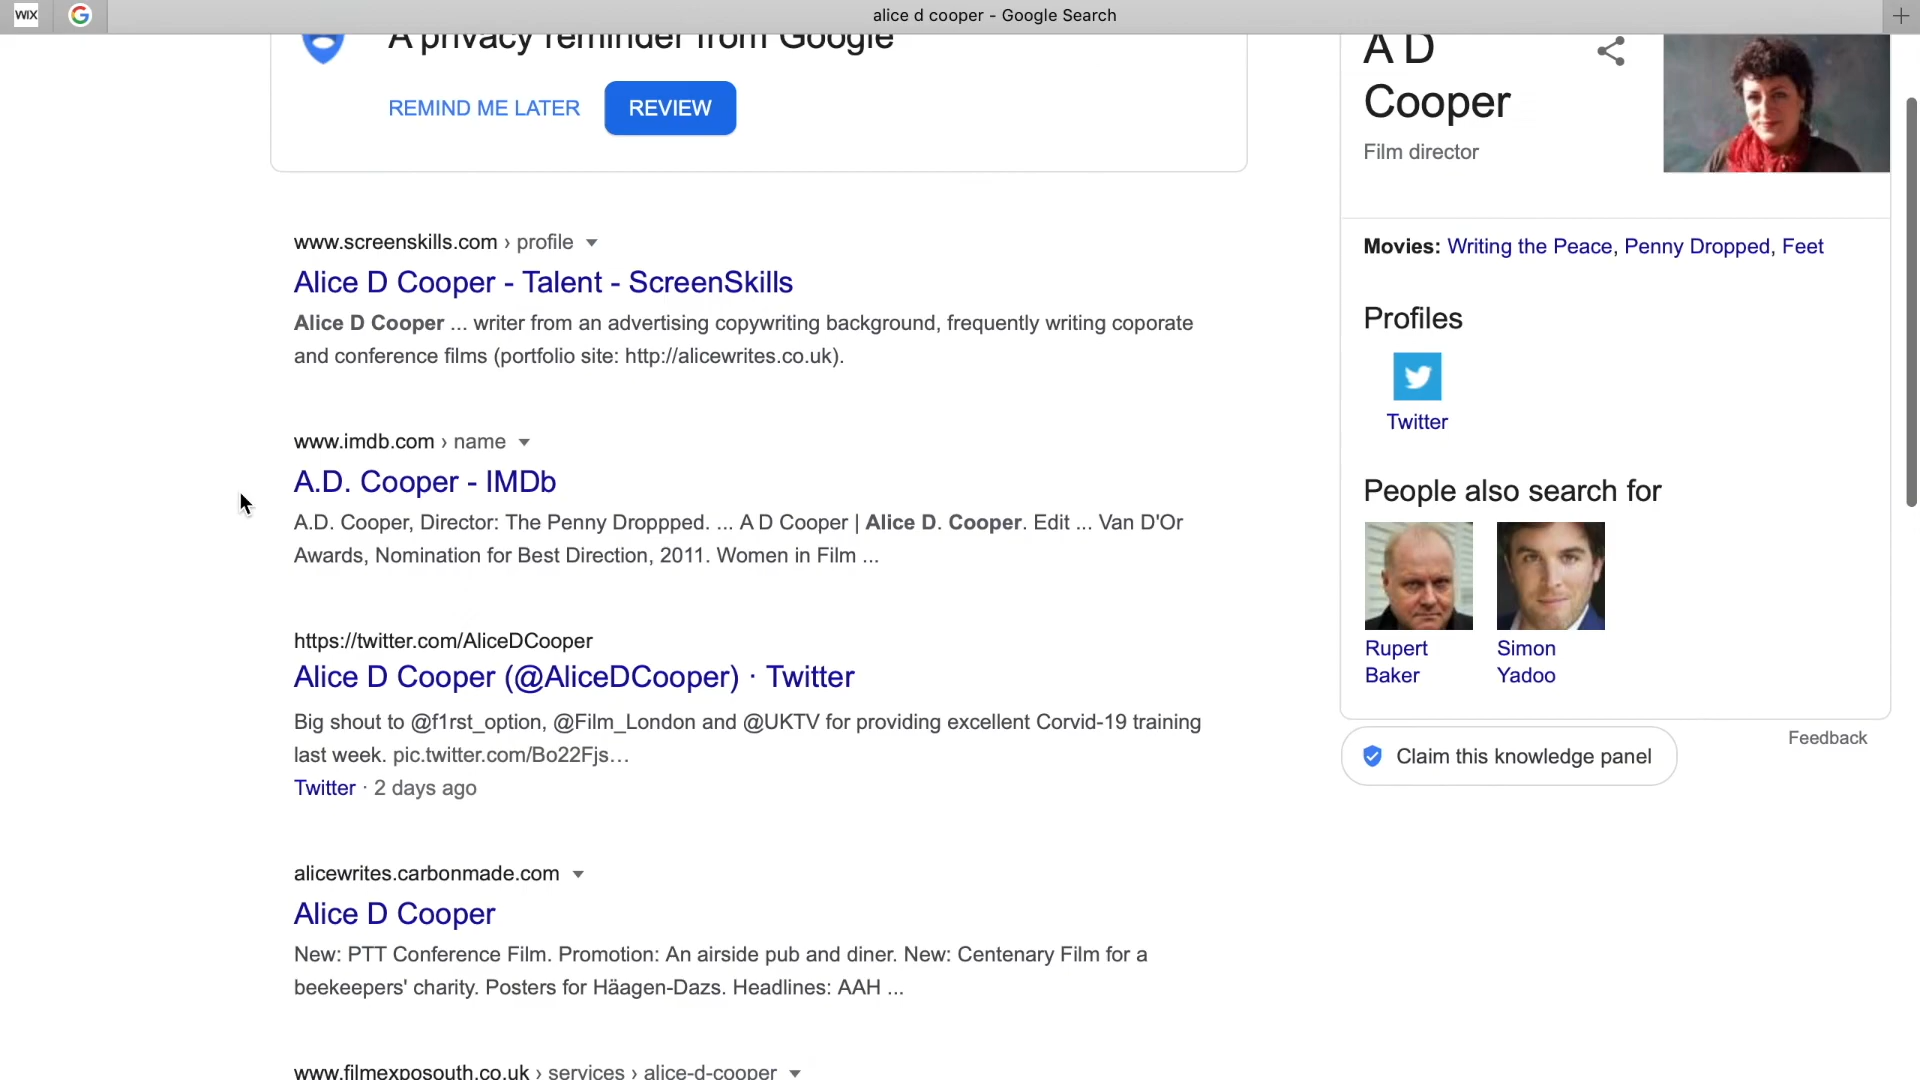 WIX
alice d cooper - Google Search
A privacy reminder from Google
REMIND ME LATER
REVIEW
www.screenskills.com › profile
Alice D Cooper - Talent - ScreenSkills
Alice D Cooper ... writer from an advertising copywriting background, frequently writing coporate
and conference films (portfolio site: http://alicewrites.co.uk).
www.imdb.com › name
A.D. Cooper - IMDb
A.D. Cooper, Director: The Penny Droppped. ... A D Cooper | Alice D. Cooper. Edit ... Van D'Or
Awards, Nomination for Best Direction, 2011. Women in Film ...
https://twitter.com/AliceDCooper
Alice D Cooper (@AliceDCooper) · Twitter
Big shout to @f1rst_option, @Film_London and @UKTV for providing excellent Corvid-19 training
last week. pic.twitter.com/Bo22Fjs…
Twitter · 2 days ago
alicewrites.carbonmade.com
Alice D Cooper
New: PTT Conference Film. Promotion: An airside pub and diner. New: Centenary Film for a
beekeepers' charity. Posters for Häagen-Dazs. Headlines: AAH ...
www.filmexposouth.co.uk › services › alice-d-cooper
A D
Cooper
Film director
Movies: Writing the Peace, Penny Dropped, Feet
Profiles
Twitter
People also search for
Rupert
Baker
Simon
Yadoo
Feedback
Claim this knowledge panel